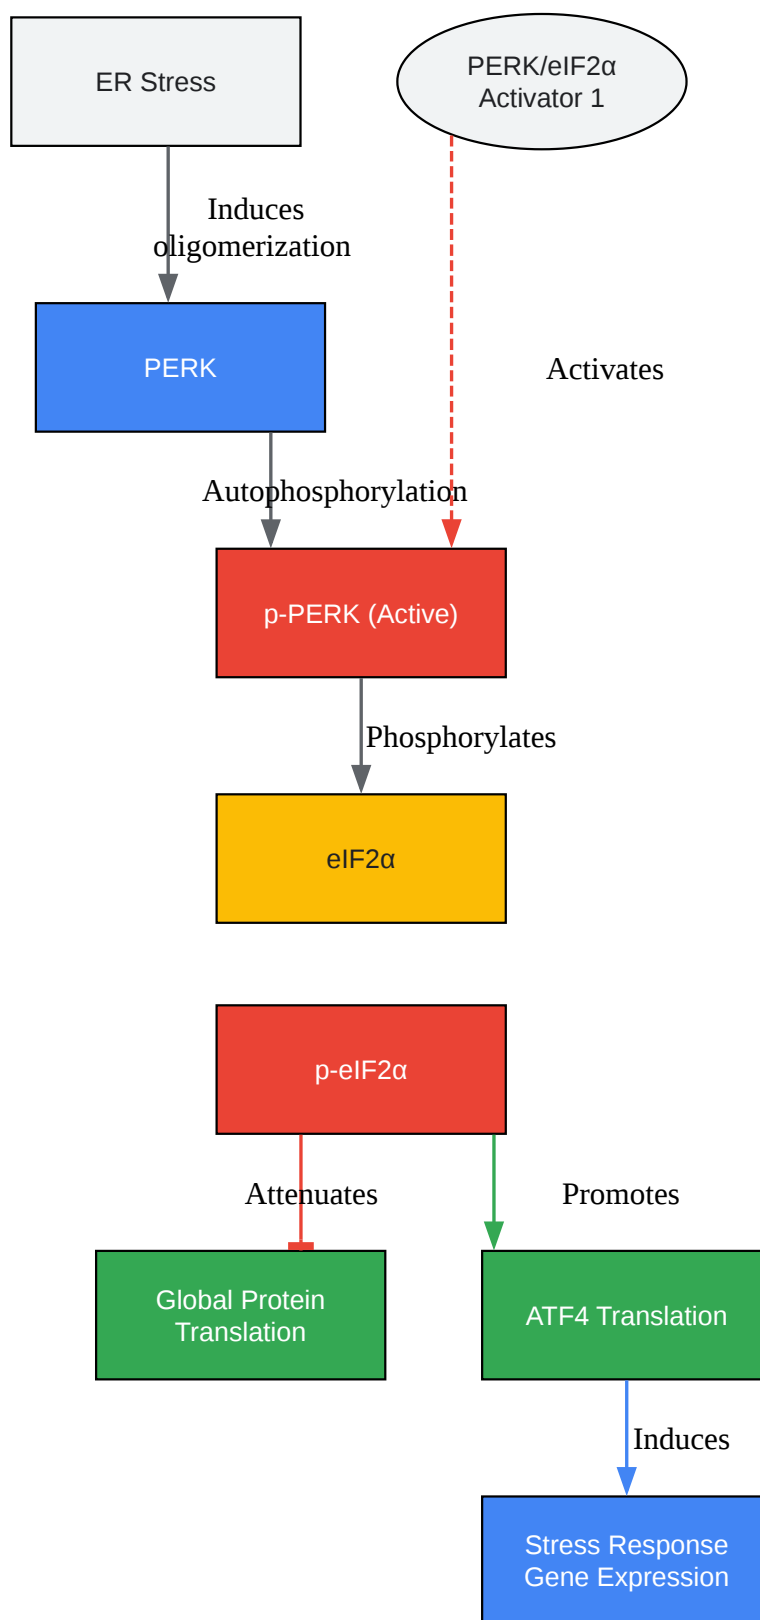 ER Stress
PERK/eIF2α
Activator 1
Induces
oligomerization
PERK
Activates
Autophosphorylation
p-PERK (Active)
Phosphorylates
eIF2α
p-eIF2α
Attenuates
Promotes
Global Protein
Translation
ATF4 Translation
Induces
Stress Response
Gene Expression